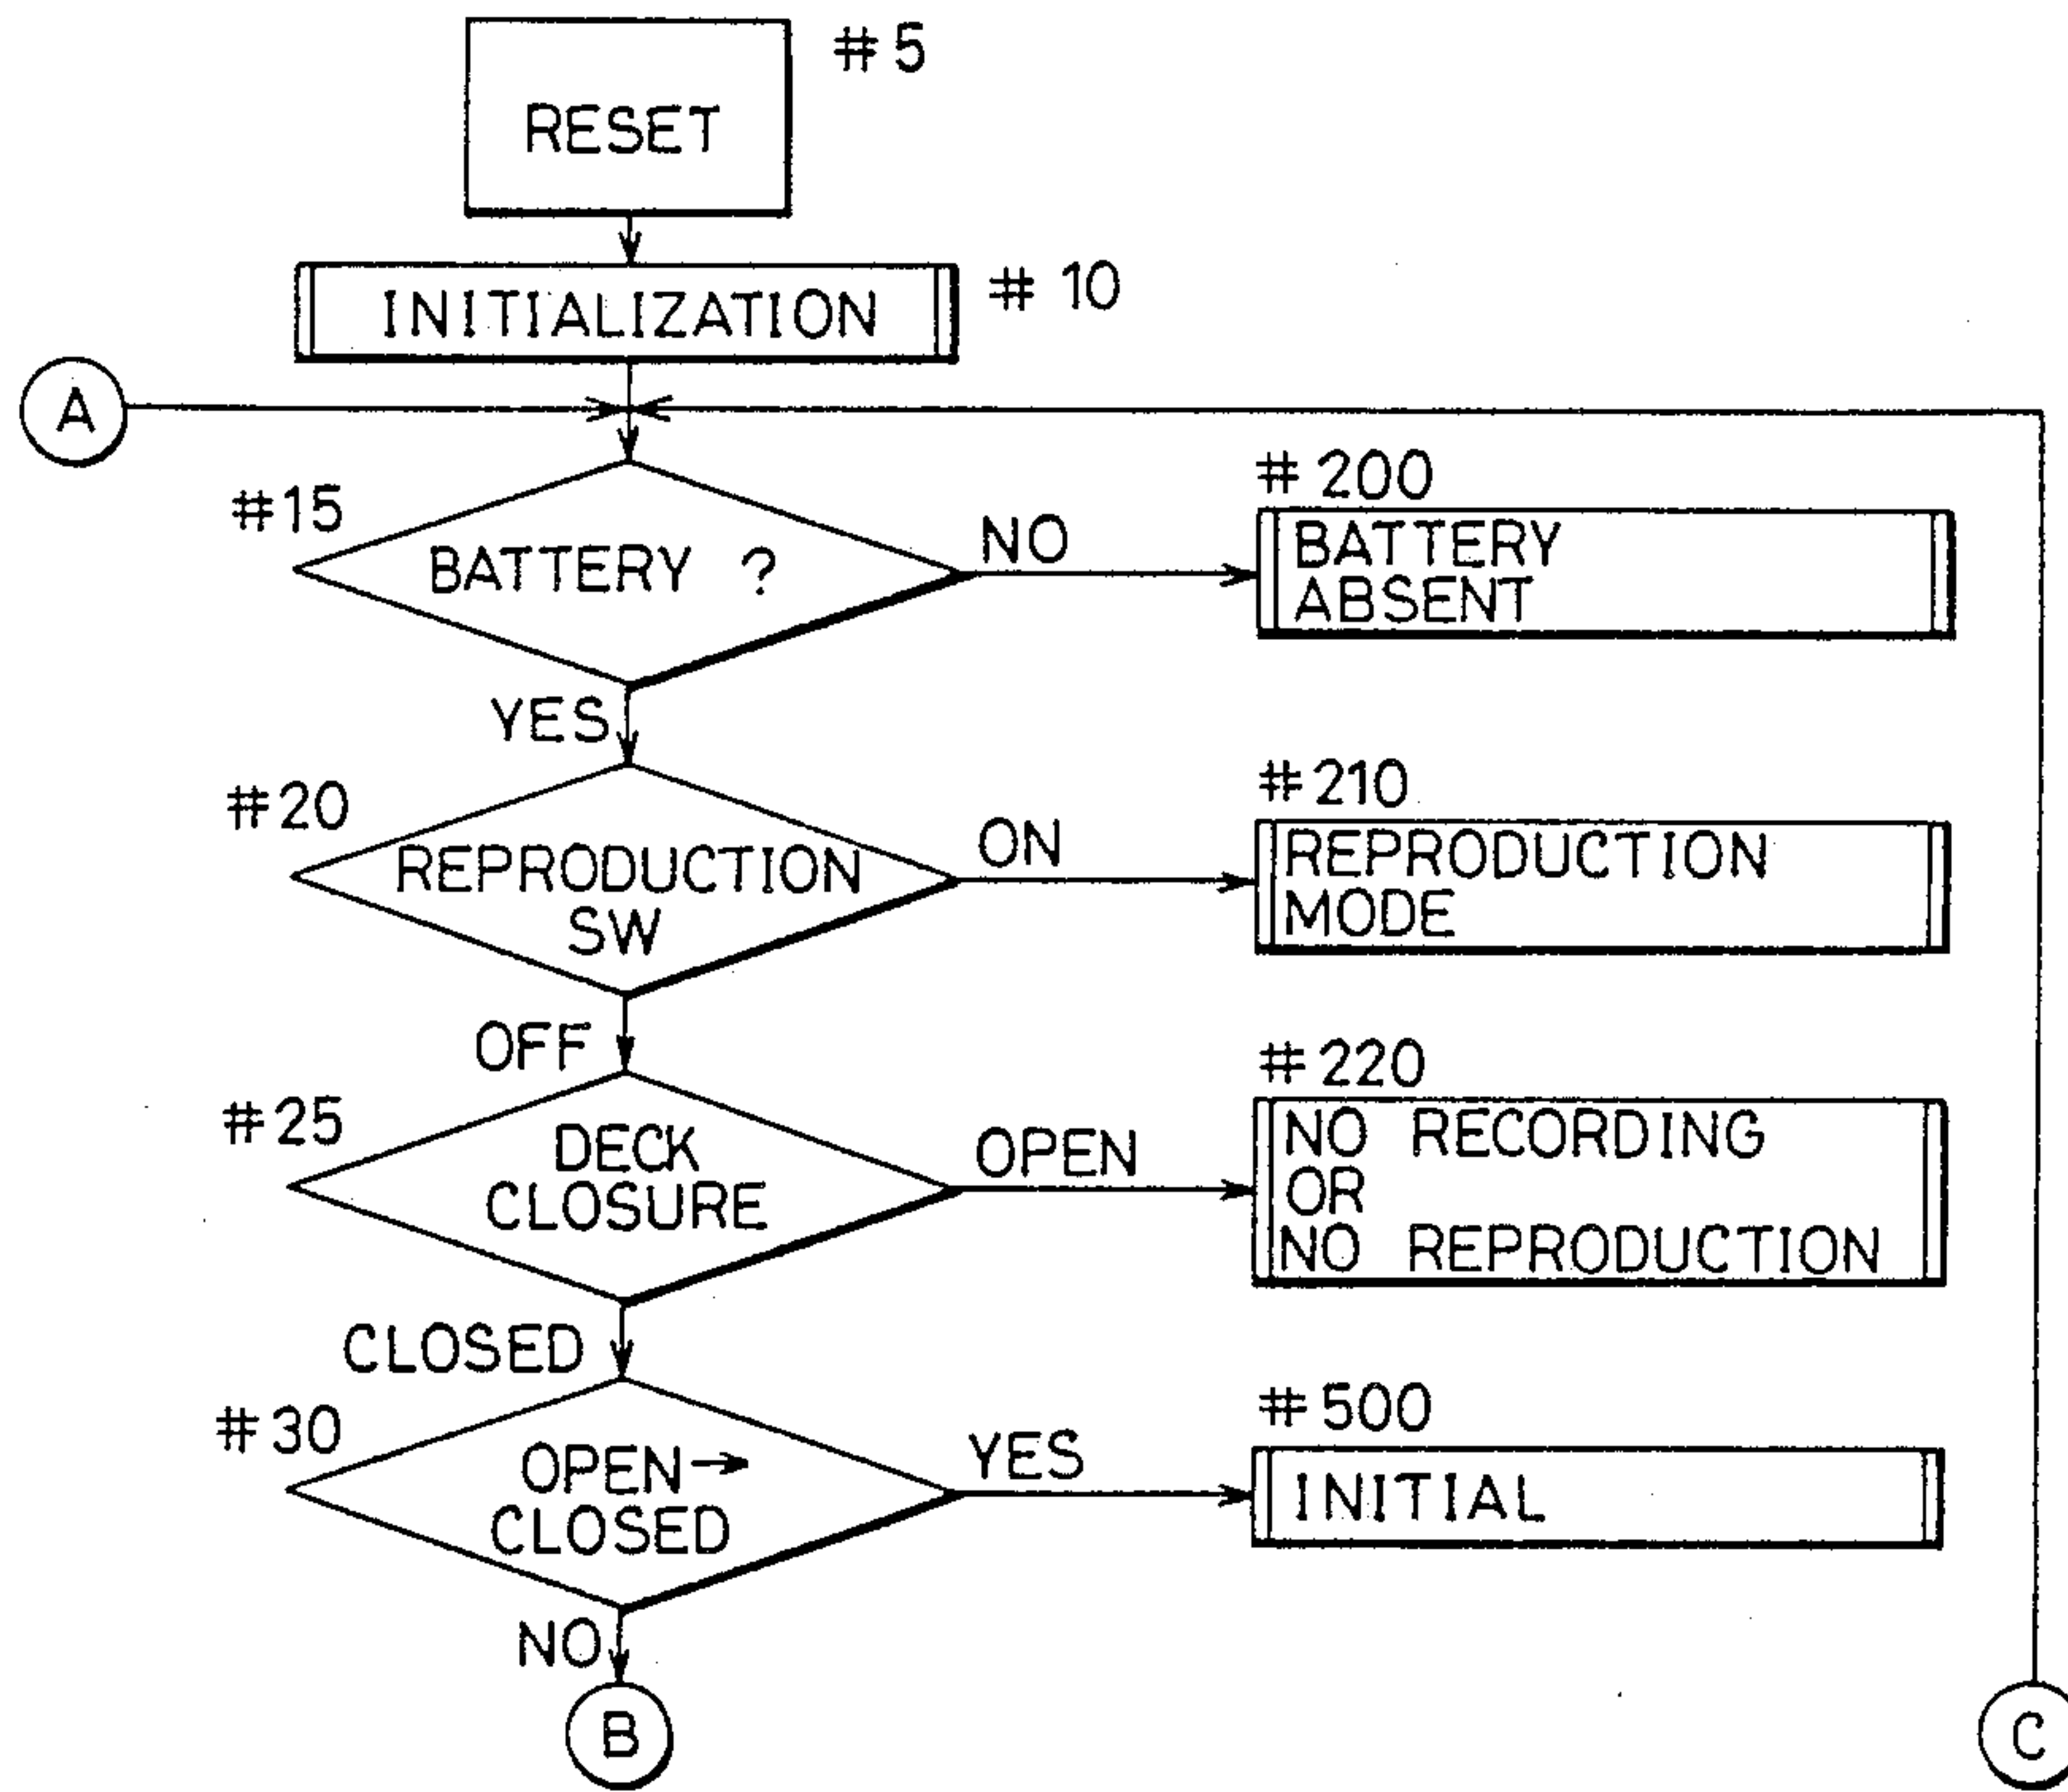 #5
RESET
INITIALIZATION
#10
A
#15
BATTERY ?
NO
#200
BATTERY
ABSENT
YES
#20
REPRODUCTION
SW
ON
#210
REPRODUCTION
MODE
OFF
#25
DECK
CLOSURE
OPEN
#220
NO RECORDING
OR
NO REPRODUCTION
CLOSED
#30
OPEN→
CLOSED
YES
#500
INITIAL
NO
B
C